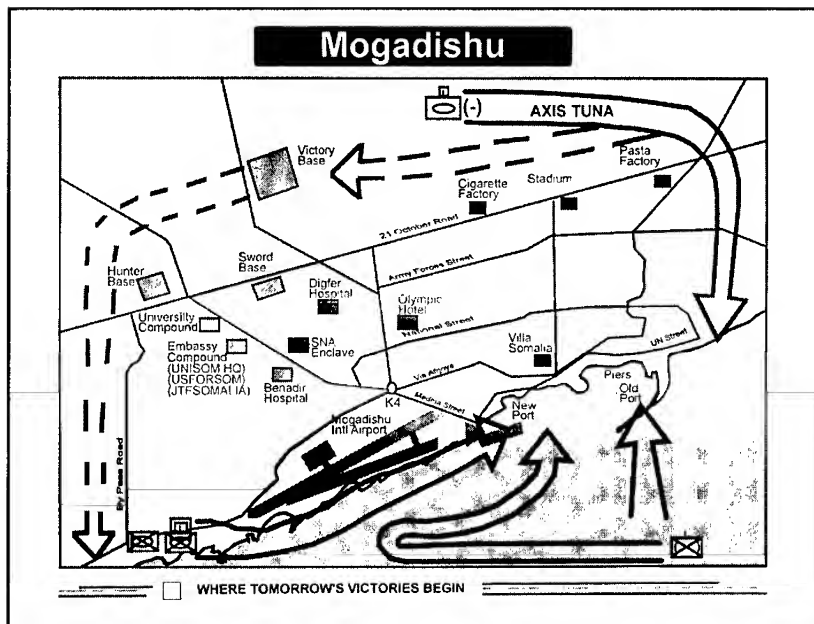 Mogadishu
(-)
AXIS TUNA
Victory
Base
Pasta
Factory
Stadium
Cigarette
Factory
21 October Road
Sword
Base
Army Forces Street
Hunter
Base
Digfer
Hospital
Olympic
Hotel
National Street
University
Compound
UN Street
Embassy
Compound
(UNISOM HQ)
(USFORSOM)
(JTFSOMALIA)
SNA
Enclave
Villa
Somalia
Benadir
Hospital
Via
Piers
Old
Port
K4
Medina Street
New
Port
Mogadishu
Intl Airport
By Pass Road
WHERE TOMORROW'S VICTORIES BEGIN